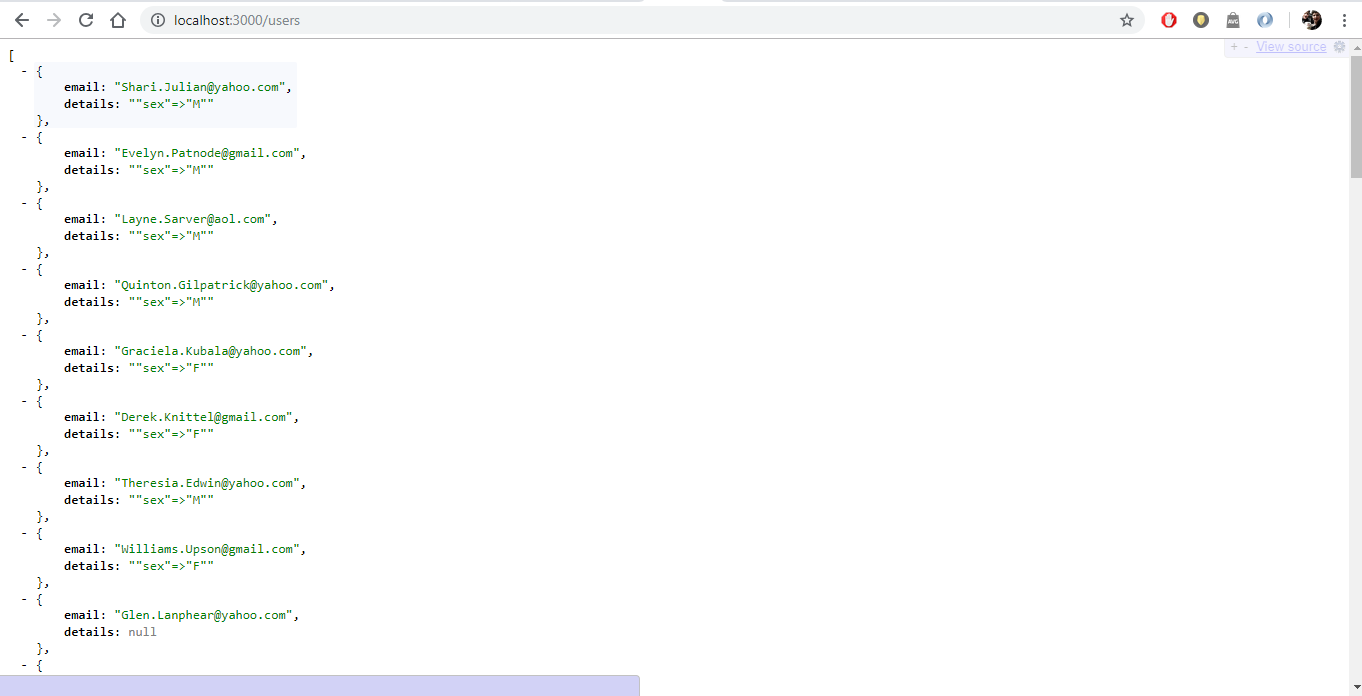 localhost:3000/users
+ - View source
[
- {
email: "Shari.Julian@yahoo.com",
details: ""sex"=>"M""
},
- {
email: "Evelyn.Patnode@gmail.com",
details: ""sex"=>"M""
},
- {
email: "Layne.Sarver@aol.com",
details: ""sex"=>"M""
},
- {
email: "Quinton.Gilpatrick@yahoo.com",
details: ""sex"=>"M""
},
- {
email: "Graciela.Kubala@yahoo.com",
details: ""sex"=>"F""
},
- {
email: "Derek.Knittel@gmail.com",
details: ""sex"=>"F""
},
- {
email: "Theresia.Edwin@yahoo.com",
details: ""sex"=>"M""
},
- {
email: "Williams.Upson@gmail.com",
details: ""sex"=>"F""
},
- {
email: "Glen.Lanphear@yahoo.com",
details: null
},
- {